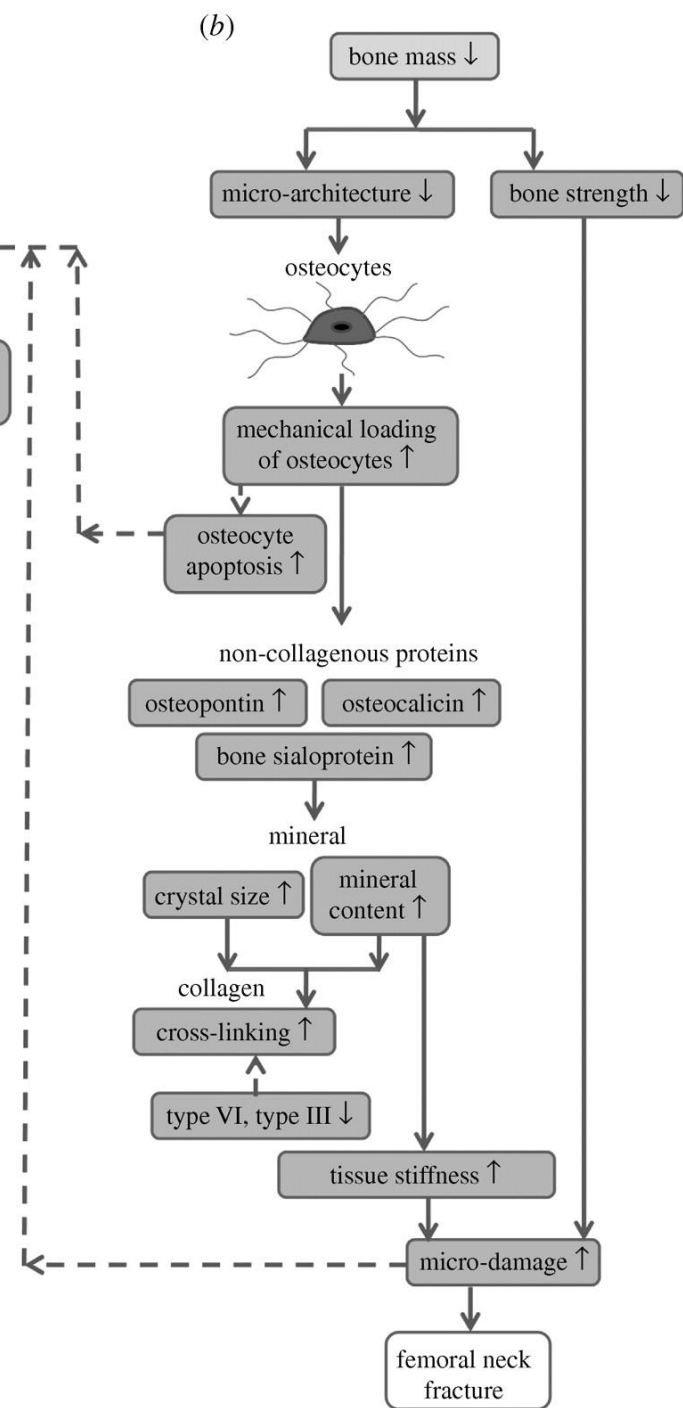 (b)
bone mass ↓
micro-architecture ↓
bone strength ↓
osteocytes
mechanical loading
of osteocytes ↑
osteocyte
apoptosis ↑
non-collagenous proteins
osteopontin ↑
osteocalicin ↑
bone sialoprotein ↑
mineral
crystal size ↑
mineral
content ↑
collagen
cross-linking ↑
type VI, type III ↓
tissue stiffness ↑
micro-damage ↑
femoral neck
fracture